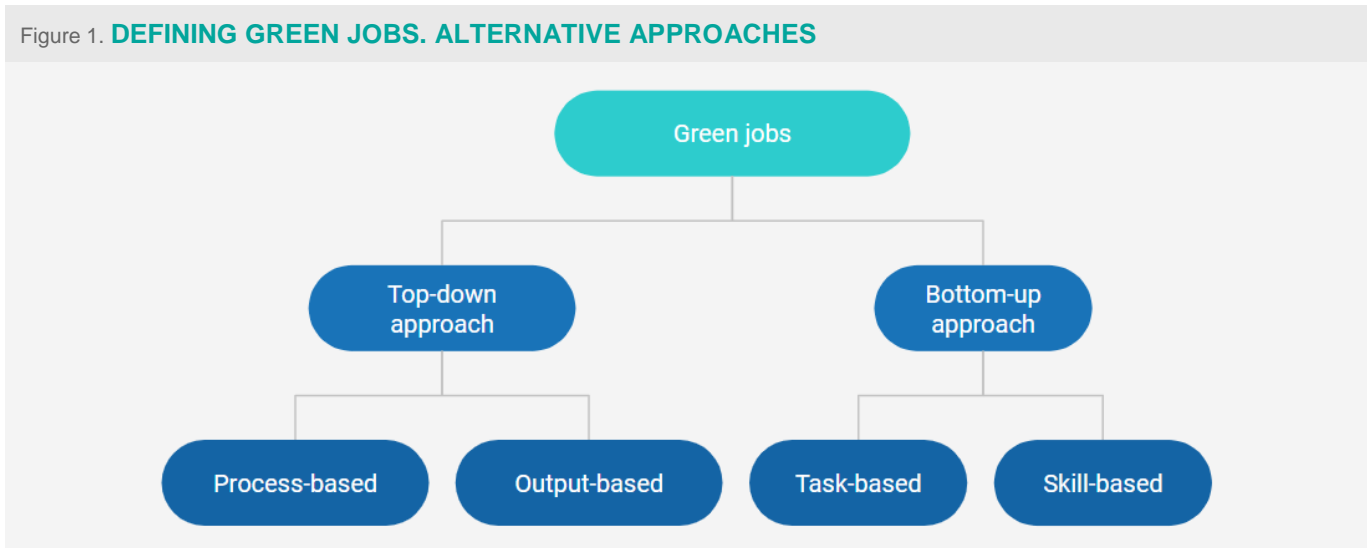 Figure 1. DEFINING GREEN JOBS. ALTERNATIVE APPROACHES
Green jobs
Top-down
approach
Bottom-up
approach
Process-based
Output-based
Task-based
Skill-based